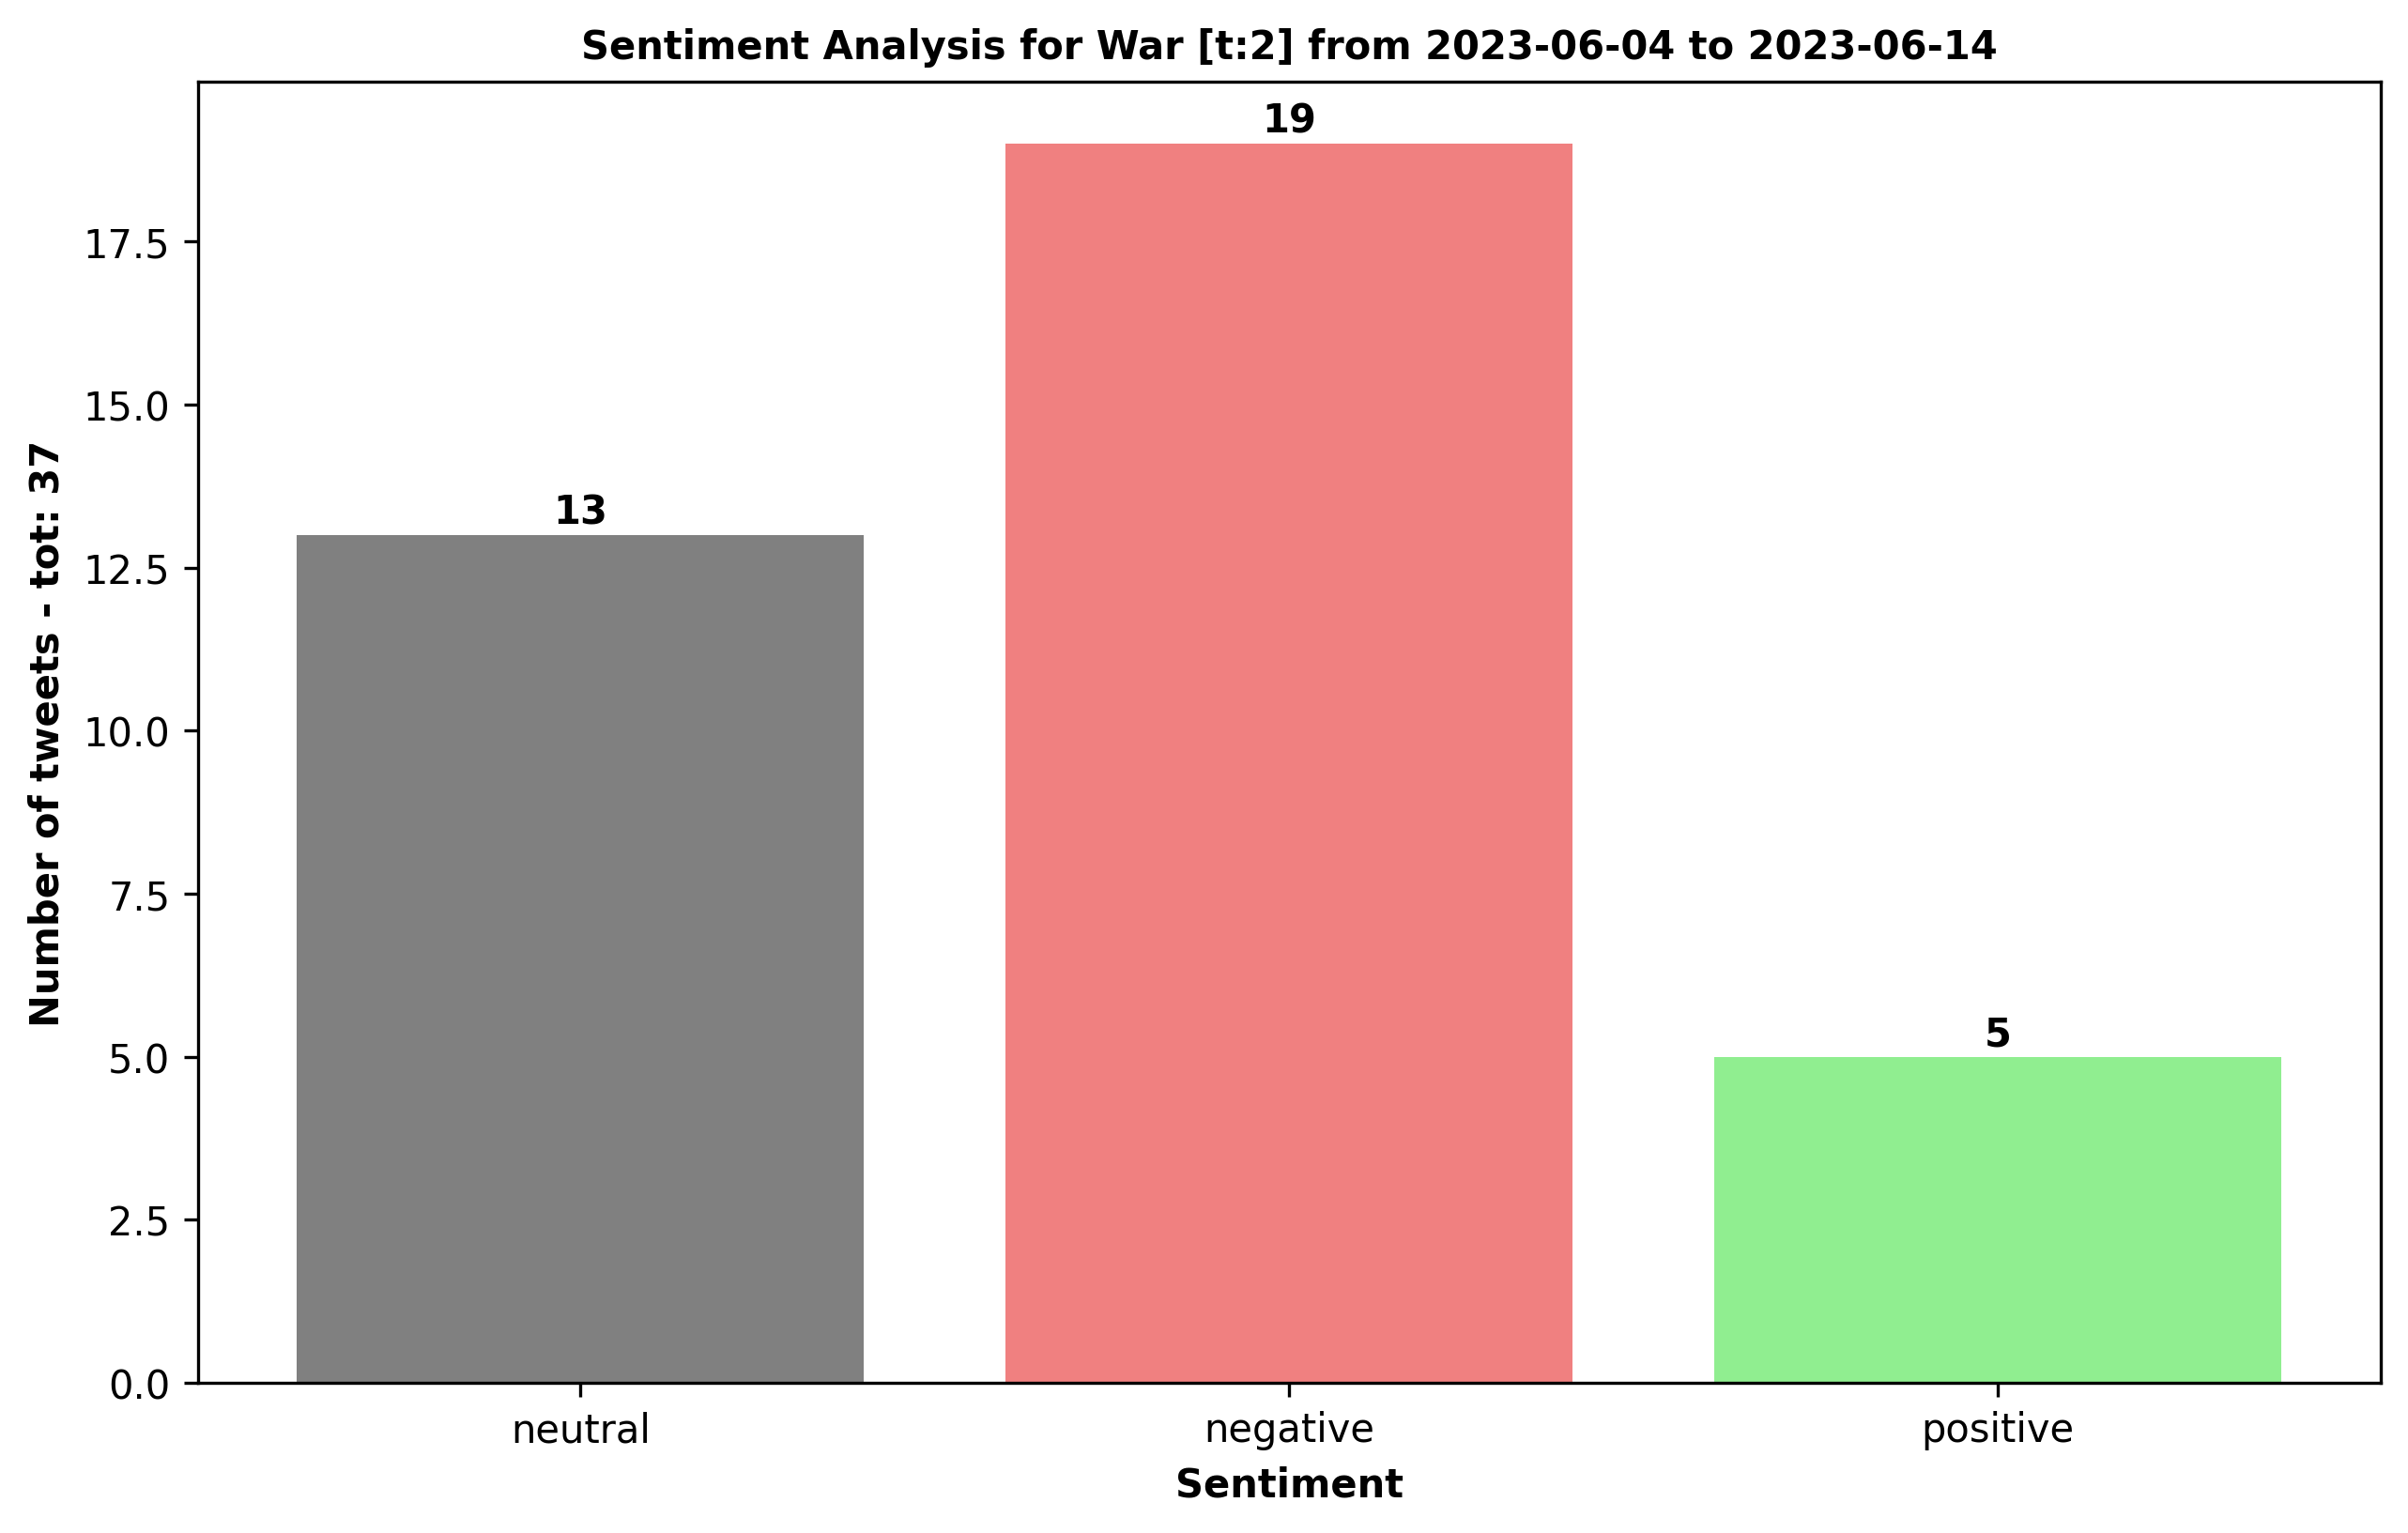 Sentiment Analysis for War [t:2] from 2023-06-04 to 2023-06-14
Number of tweets - tot: 37
17.5
15.0
12.5
10.0
7.5
5.0
2.5
0.0
13
19
5
neutral
negative
positive
Sentiment